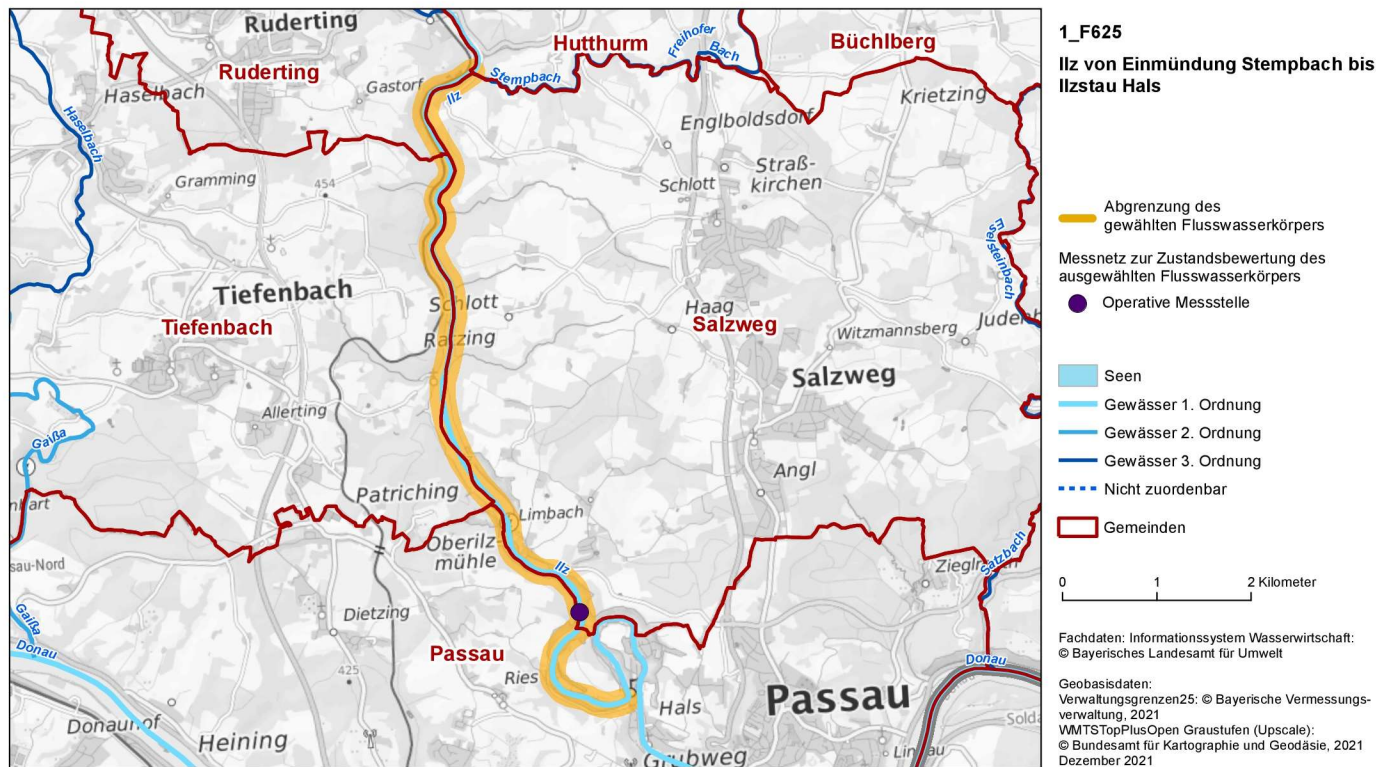 1_F625
Ilz von Einmündung Stempbach bis
Ilzstau Hals
Abgrenzung des
gewählten Flusswasserkörpers
Messnetz zur Zustandsbewertung des
ausgewählten Flusswasserkörpers
Operative Messstelle
Seen
Gewässer 1. Ordnung
Gewässer 2. Ordnung
Gewässer 3. Ordnung
Nicht zuordenbar
Gemeinden
0 1 2 Kilometer
Fachdaten: Informationssystem Wasserwirtschaft:
© Bayerisches Landesamt für Umwelt
Geobasisdaten:
Verwaltungsgrenzen25: © Bayerische Vermessungs-
verwaltung, 2021
WMTSTopPlusOpen Graustufen (Upscale):
© Bundesamt für Kartographie und Geodäsie, 2021
Dezember 2021
Ruderting
Hutthurm
Freihofer
Bach
Büchlberg
Ruderting
Haselbach
Gastorf
Ilz
Stempbach
Krietzing
Englboldsdorf
Haselbach
Gramming
454
Straß-
kirchen
Schlott
Eselsteinbach
Tiefenbach
Tiefenbach
Schlott
Ratzing
Haag
Salzweg
Witzmannsberg
Salzweg
Allerting
Gaißa
Angl
Patriching
Limbach
Oberilz-
mühle
Ilz
Satzbach
sau-Nord
Dietzing
Gaißa
Donau
Passau
425
Ries
Hals
Passau
Donau
Donauhof
Heining
Grubweg